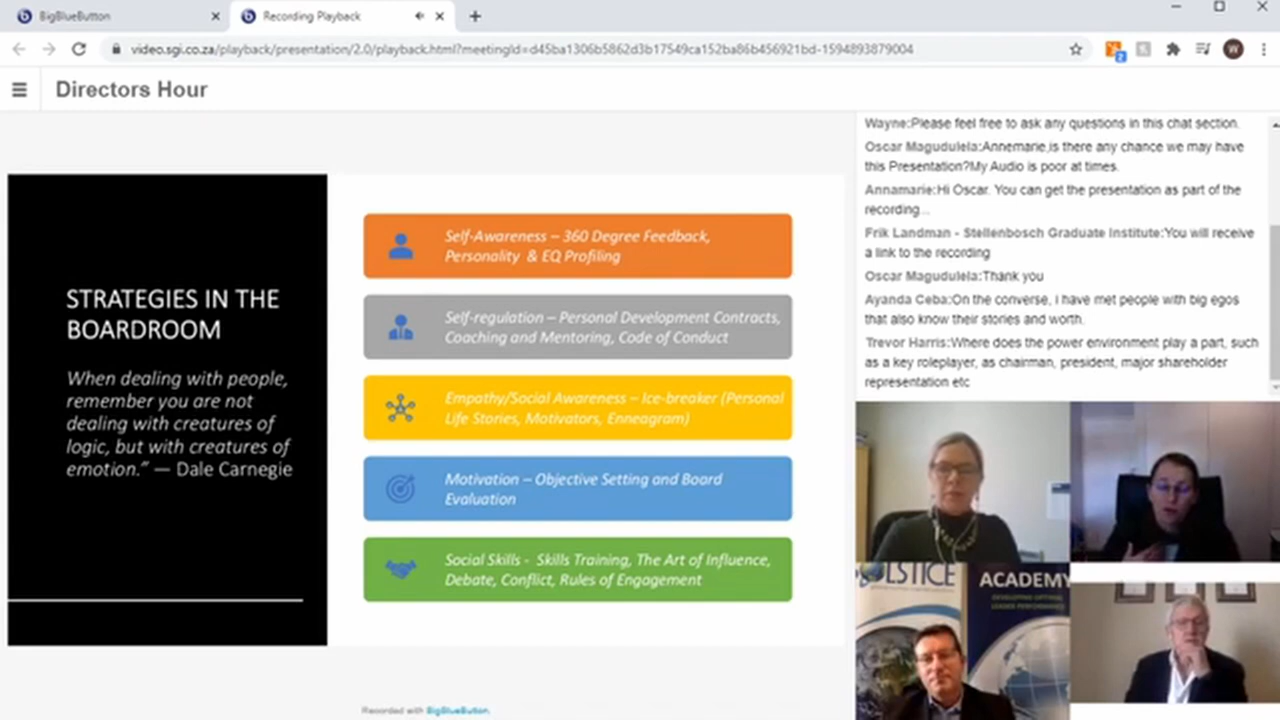 BigBlueButton
Recording Playback
video.sgi.co.za/playback/presentation/2.0/playback.html?meetingId=d45ba1306b5862d3b17549ca152ba86b456921bd-1594893879004
2
W
Directors Hour
STRATEGIES IN THE
BOARDROOM
When dealing with people,
remember you are not
dealing with creatures of
logic, but with creatures of
emotion.” — Dale Carnegie
Self-Awareness – 360 Degree Feedback,
Personality & EQ Profiling
Self-regulation – Personal Development Contracts,
Coaching and Mentoring, Code of Conduct
Empathy/Social Awareness – Ice-breaker (Personal
Life Stories, Motivators, Enneagram)
Motivation – Objective Setting and Board
Evaluation
Social Skills - Skills Training, The Art of Influence,
Debate, Conflict, Rules of Engagement
Recorded with BigBlueButton.
Wayne:Please feel free to ask any questions in this chat section.
Oscar Magudulela:Annemarie,is there any chance we may have
this Presentation?My Audio is poor at times.
Annamarie:Hi Oscar. You can get the presentation as part of the
recording...
Frik Landman - Stellenbosch Graduate Institute:You will receive
a link to the recording
Oscar Magudulela:Thank you
Ayanda Ceba:On the converse, i have met people with big egos
that also know their stories and worth.
Trevor Harris:Where does the power environment play a part, such
as a key roleplayer, as chairman, president, major shareholder
representation etc
OLSTICE
ACADEMY